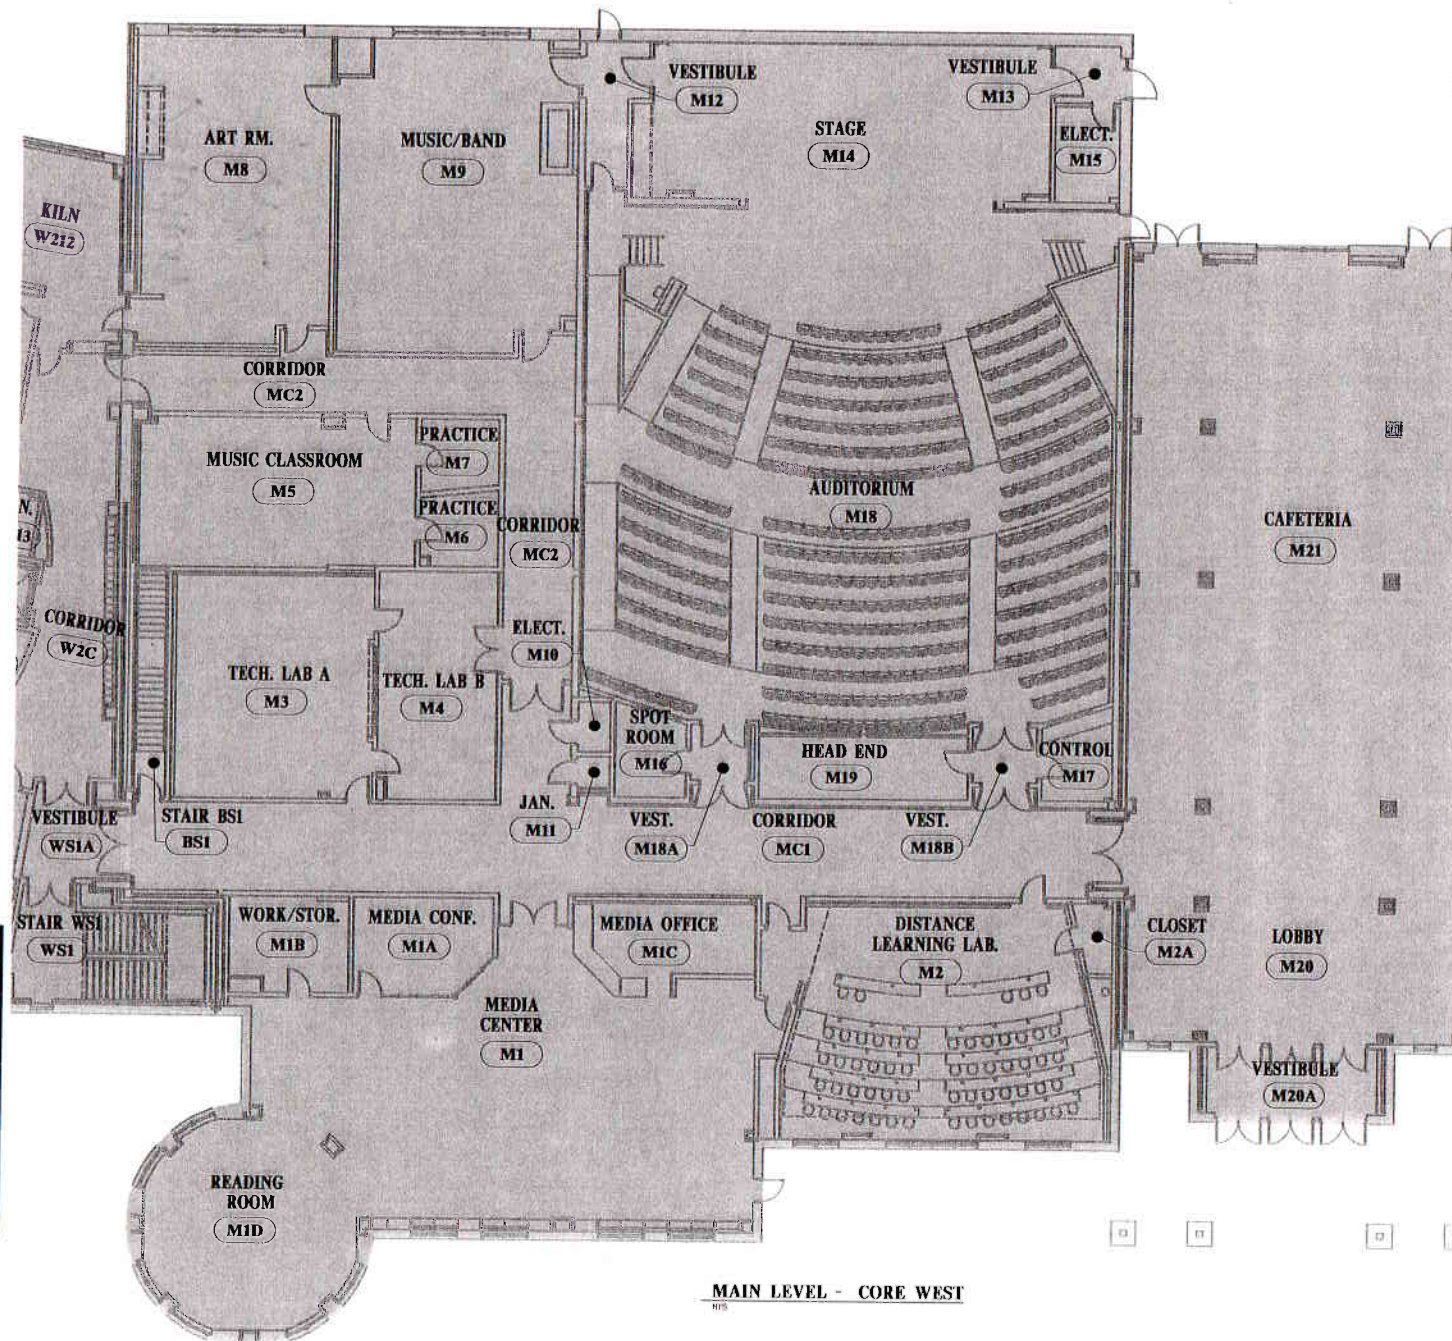 VESTIBULE
M12
VESTIBULE
M13
ART RM.
M8
MUSIC/BAND
M9
STAGE
M14
ELECT.
M15
KILN
W212
CORRIDOR
MC2
MUSIC CLASSROOM
M5
PRACTICE
M7
PRACTICE
M6
CORRIDOR
MC2
AUDITORIUM
M18
CAFETERIA
M21
N.
CORRIDOR
W2C
TECH. LAB A
M3
TECH. LAB B
M4
ELECT.
M10
SPOT
ROOM
M16
HEAD END
M19
CONTROL
M17
VESTIBULE
WS1A
STAIR BS1
BS1
JAN.
M11
VEST.
M18A
CORRIDOR
MC1
VEST.
M18B
STAIR WS1
WS1
WORK/STOR.
M1B
MEDIA CONF.
M1A
MEDIA OFFICE
M1C
DISTANCE
LEARNING LAB.
M2
CLOSET
M2A
LOBBY
M20
MEDIA
CENTER
M1
VESTIBULE
M20A
READING
ROOM
M1D
MAIN LEVEL - CORE WEST